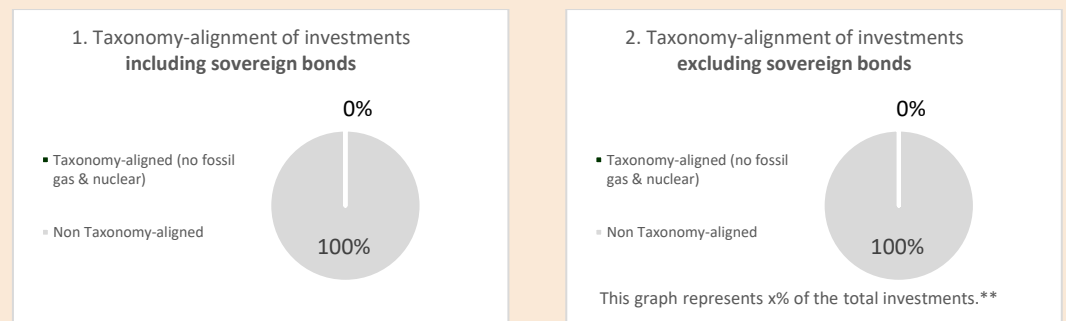 1. Taxonomy-alignment of investments
including sovereign bonds
0%
Taxonomy-aligned (no fossil
gas & nuclear)
Non Taxonomy-aligned
100%
2. Taxonomy-alignment of investments
excluding sovereign bonds
0%
Taxonomy-aligned (no fossil
gas & nuclear)
Non Taxonomy-aligned
100%
This graph represents x% of the total investments.**